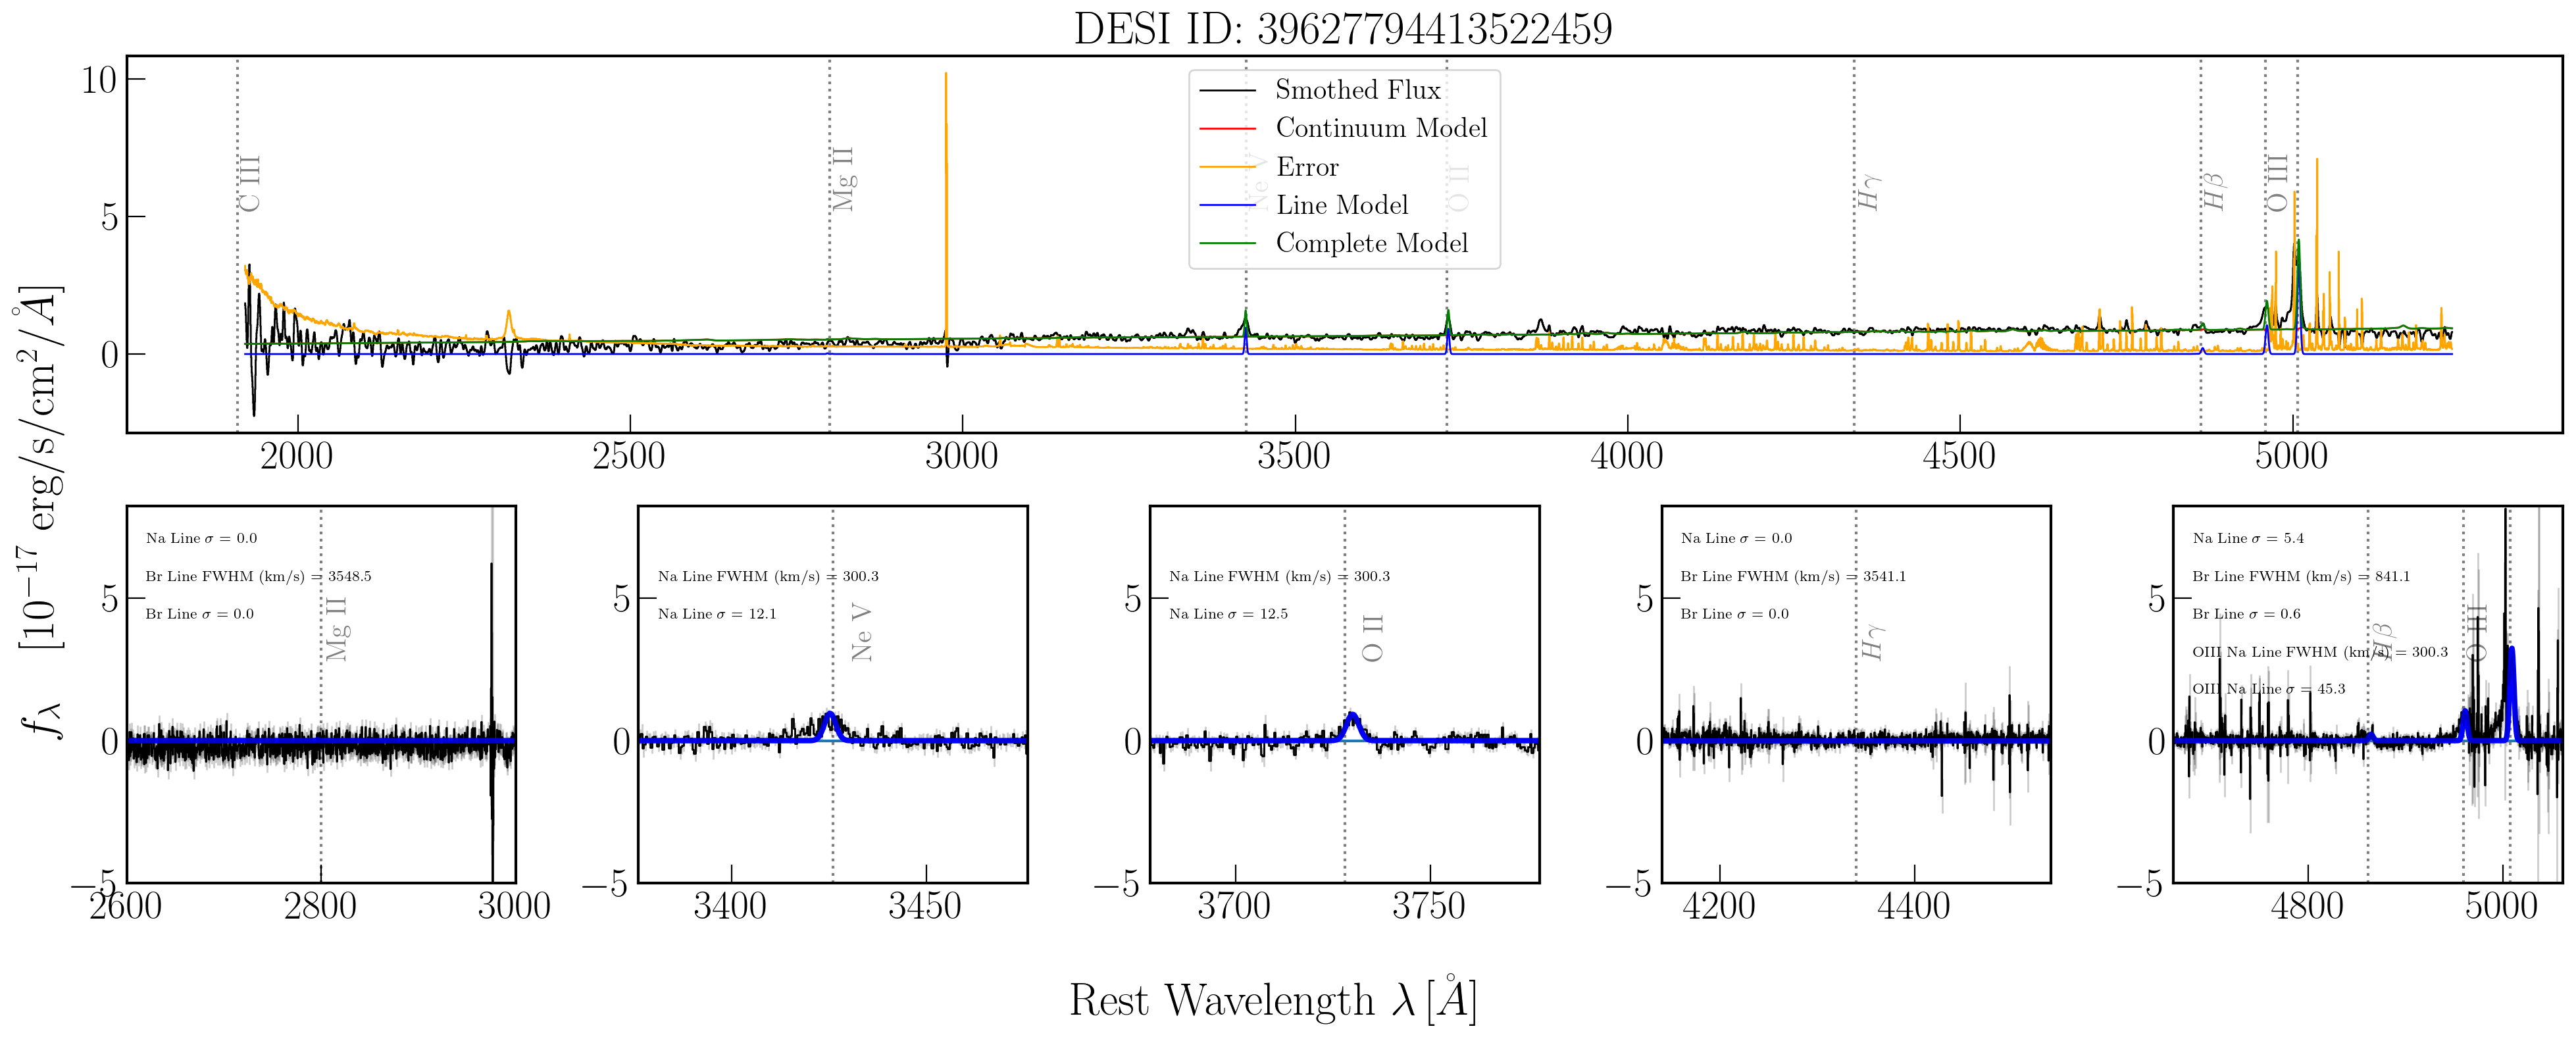 DESI ID: 39627794413522459
10
5
0
C III
Mg II
Ne V
O II
Hγ
Hβ
O III
Smothed Flux
Continuum Model
Error
Line Model
Complete Model
2000
2500
3000
3500
4000
4500
5000
f_λ [10^{-17} erg/s/cm^2/Å]
Na Line σ = 0.0
Br Line FWHM (km/s) = 3548.5
Br Line σ = 0.0
Mg II
5
0
−5
2600
2800
3000
Na Line FWHM (km/s) = 300.3
Na Line σ = 12.1
Ne V
5
0
−5
3400
3450
Na Line FWHM (km/s) = 300.3
Na Line σ = 12.5
O II
5
0
−5
3700
3750
Na Line σ = 0.0
Br Line FWHM (km/s) = 3541.1
Br Line σ = 0.0
Hγ
5
0
−5
4200
4400
Na Line σ = 5.4
Br Line FWHM (km/s) = 841.1
Br Line σ = 0.6
OIII Na Line FWHM (km/s) = 300.3
OIII Na Line σ = 45.3
Hβ
O III
5
0
−5
4800
5000
Rest Wavelength λ [Å]